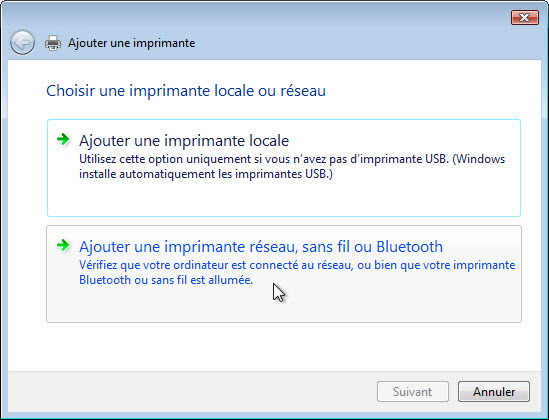 Ajouter une imprimante
Choisir une imprimante locale ou réseau
Ajouter une imprimante locale
Utilisez cette option uniquement si vous n'avez pas d'imprimante USB. (Windows
installe automatiquement les imprimantes USB.)
Ajouter une imprimante réseau, sans fil ou Bluetooth
Vérifiez que votre ordinateur est connecté au réseau, ou bien que votre imprimante
Bluetooth ou sans fil est allumée.
Suivant Annuler